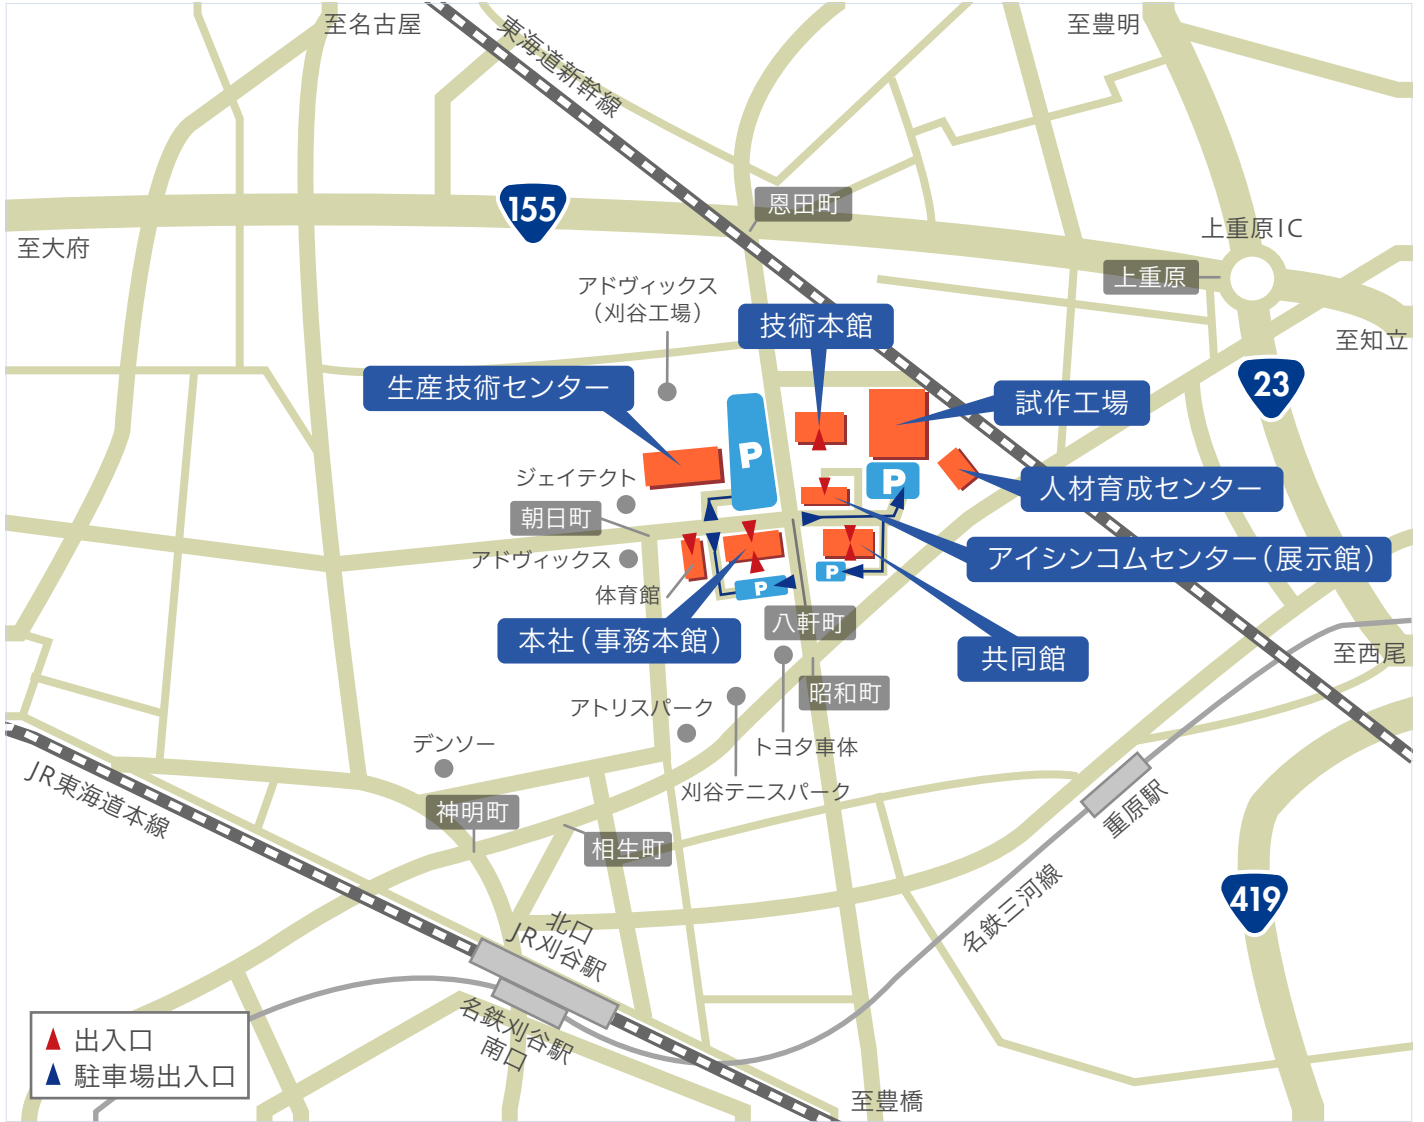 至名古屋
東海道新幹線
至豊明
155
恩田町
至大府
上重原IC
上重原
アドヴィックス
（刈谷工場）
技術本館
至知立
生産技術センター
試作工場
23
P
ジェイテクト
P
人材育成センター
朝日町
アドヴィックス
アイシンコムセンター（展示館）
P
P
体育館
八軒町
本社（事務本館）
共同館
至西尾
昭和町
アトリスパーク
デンソー
トヨタ車体
刈谷テニスパーク
JR東海道本線
神明町
相生町
重原駅
419
名鉄三河線
北口
JR刈谷駅
名鉄刈谷駅
南口
出入口
駐車場出入口
至豊橋